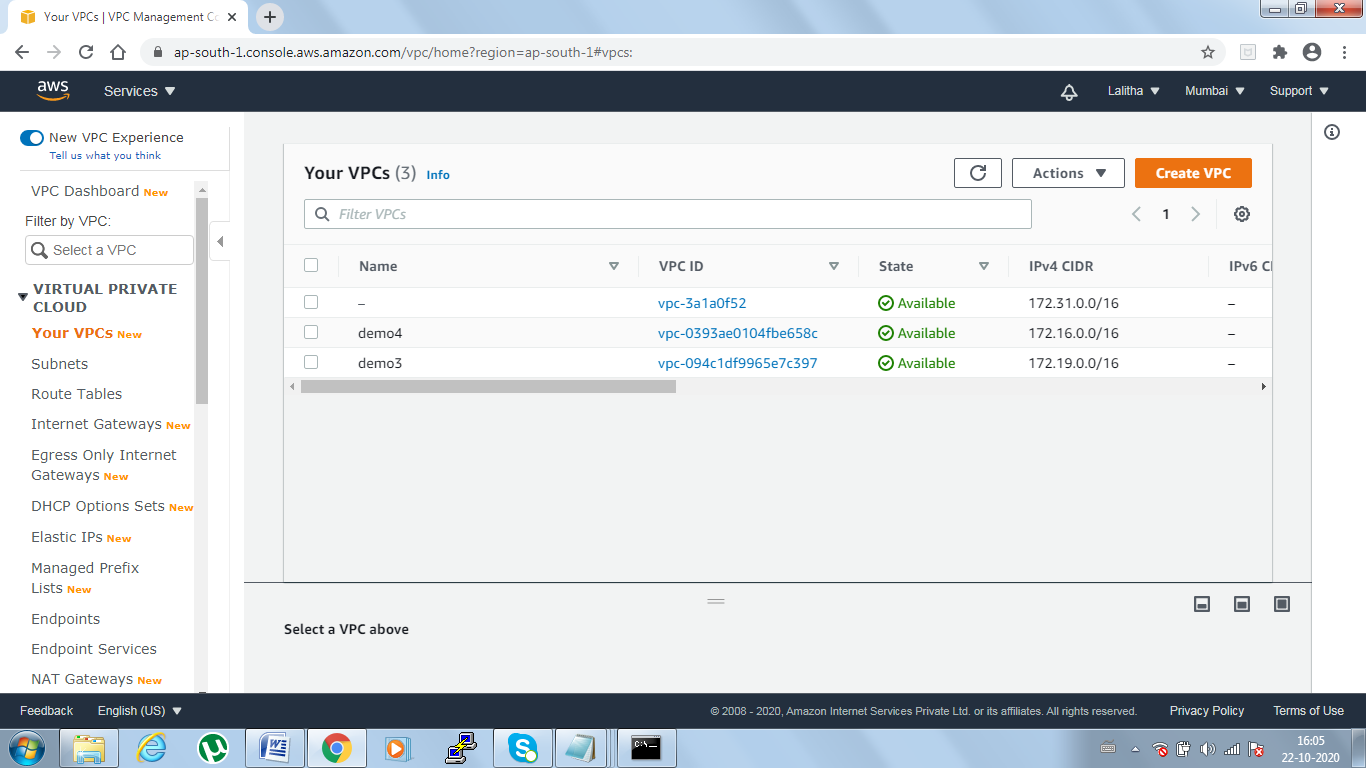 Your VPCs | VPC Management Co
ap-south-1.console.aws.amazon.com/vpc/home?region=ap-south-1#vpcs:
aws
Services
Lalitha
Mumbai
Support
New VPC Experience
Tell us what you think
VPC Dashboard New
Filter by VPC:
Select a VPC
VIRTUAL PRIVATE
CLOUD
Your VPCs New
Subnets
Route Tables
Internet Gateways New
Egress Only Internet
Gateways New
DHCP Options Sets New
Elastic IPs New
Managed Prefix
Lists New
Endpoints
Endpoint Services
NAT Gateways New
Your VPCs (3) Info
Actions
Create VPC
Filter VPCs
1
Name VPC ID State IPv4 CIDR IPv6 CI
– vpc-3a1a0f52 Available 172.31.0.0/16 –
demo4 vpc-0393ae0104fbe658c Available 172.16.0.0/16 –
demo3 vpc-094c1df9965e7c397 Available 172.19.0.0/16 –
Select a VPC above
Feedback English (US) © 2008 - 2020, Amazon Internet Services Private Ltd. or its affiliates. All rights reserved. Privacy Policy Terms of Use
16:05
22-10-2020